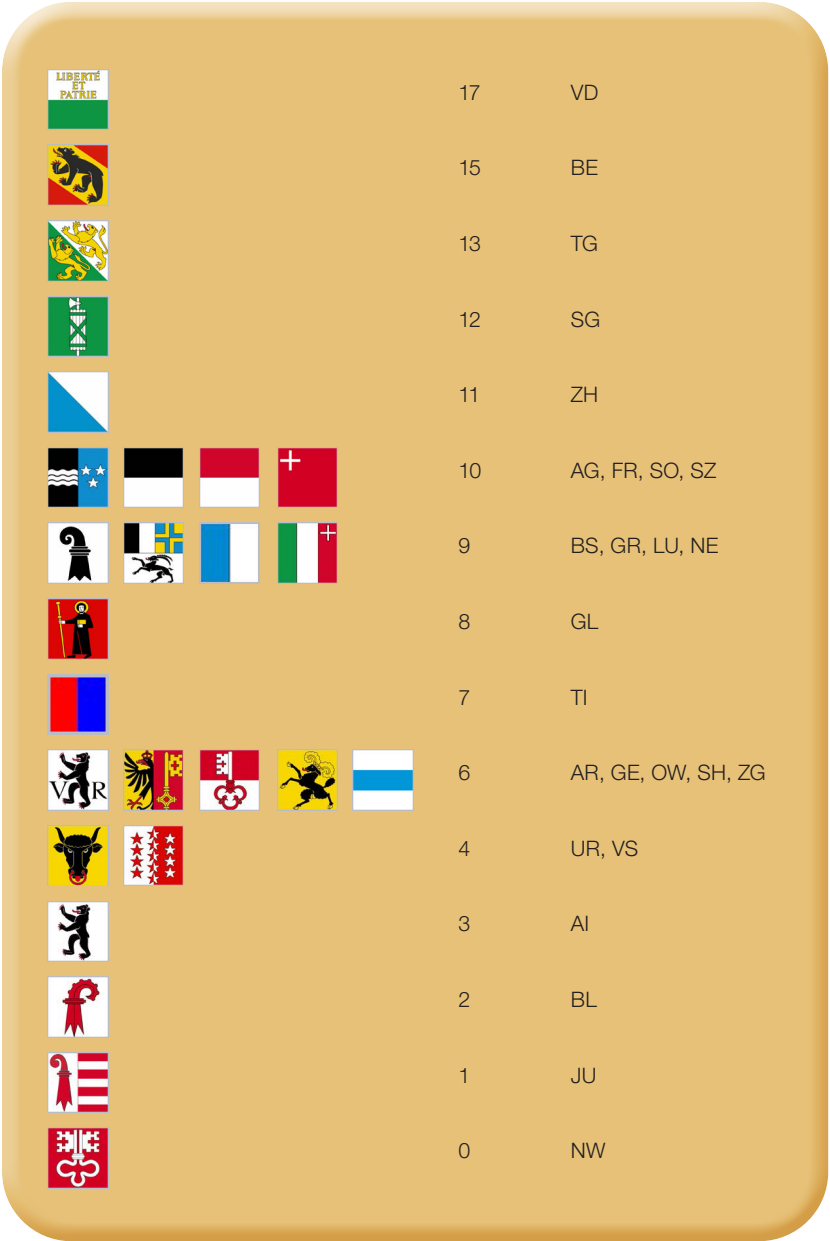 LIBERTÉ
ET
PATRIE
17 VD
15 BE
13 TG
12 SG
11 ZH
10 AG, FR, SO, SZ
9 BS, GR, LU, NE
8 GL
7 TI
V R
6 AR, GE, OW, SH, ZG
4 UR, VS
3 AI
2 BL
1 JU
0 NW